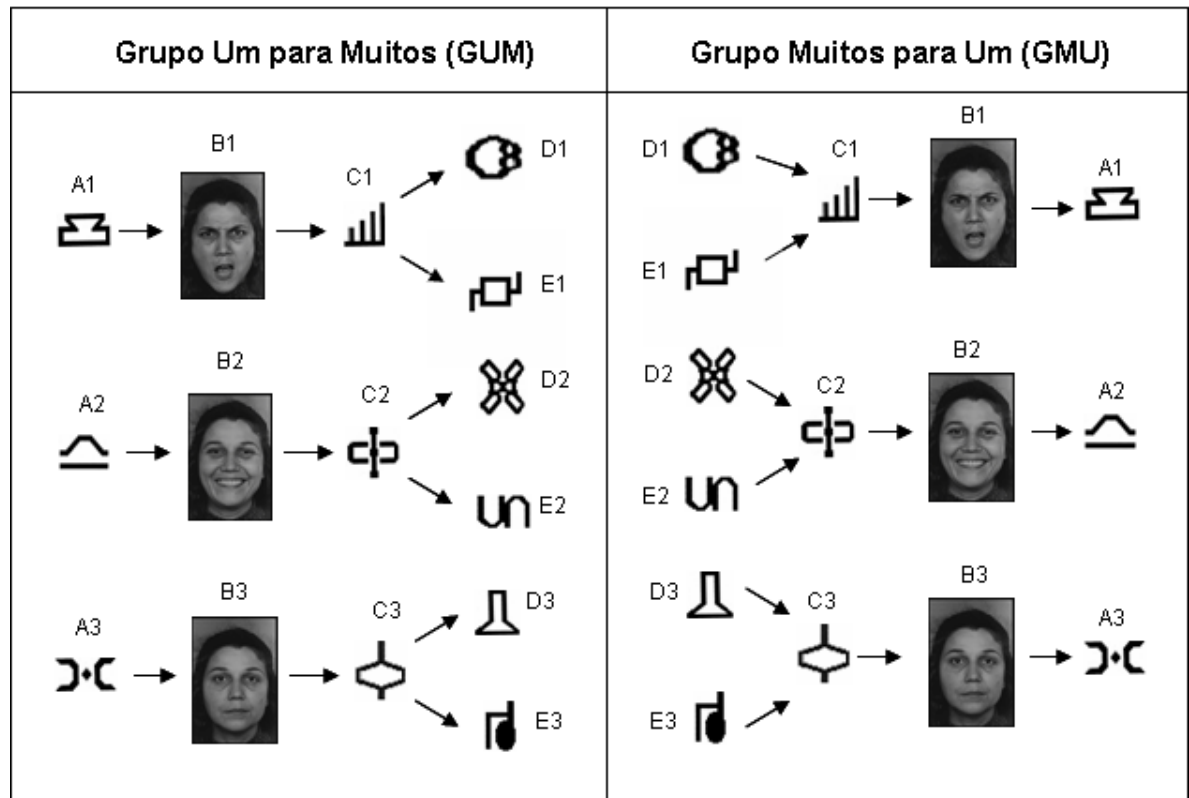 Grupo Um para Muitos (GUM)
Grupo Muitos para Um (GMU)
A1 B1 C1 D1
E1
A2 B2 C2 D2
E2
A3 B3 C3 D3
E3
D1 C1 B1 A1
E1
D2 C2 B2 A2
E2
D3 C3 B3 A3
E3